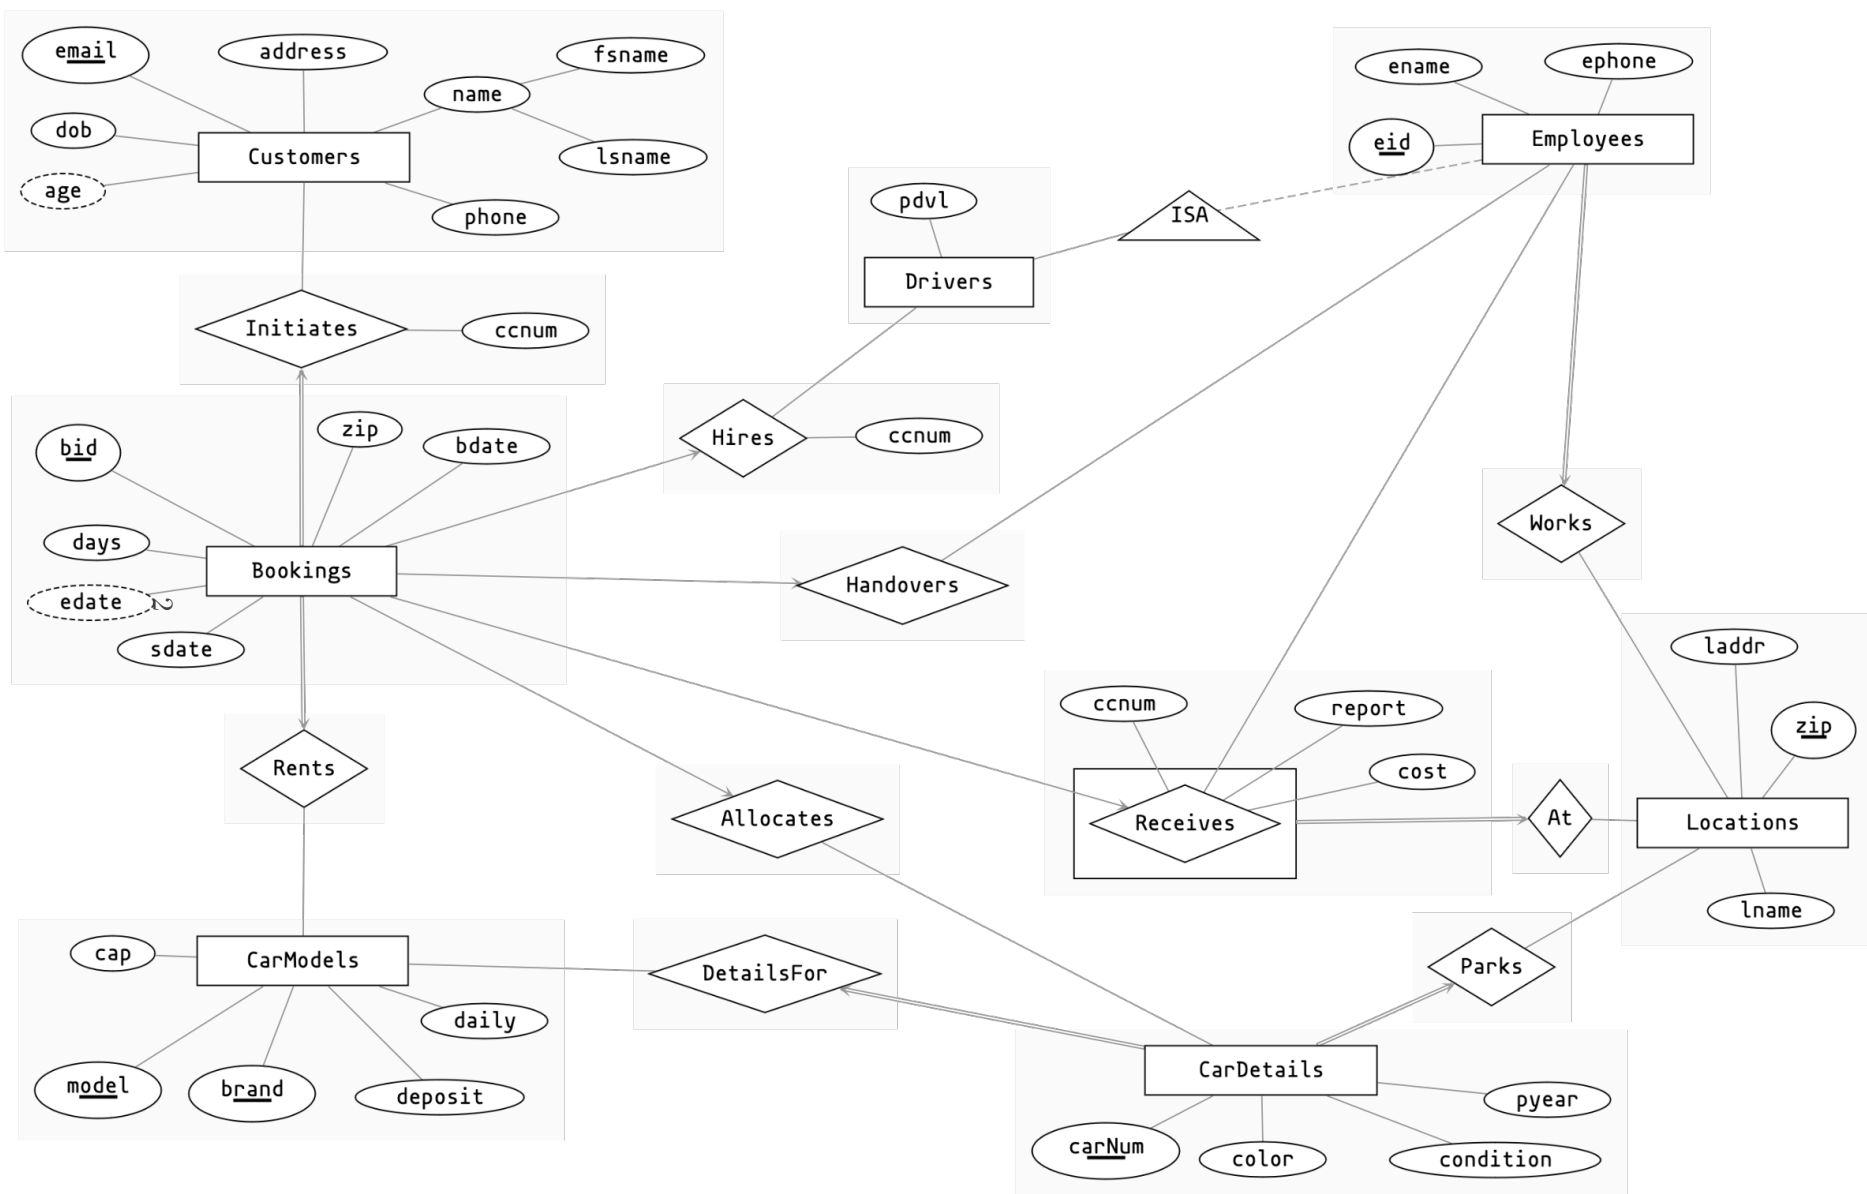 email
address
fsname
name
dob
Customers
lsname
age
phone
ename
ephone
eid
Employees
pdvl
ISA
Drivers
Initiates
ccnum
bid
zip
bdate
Hires
ccnum
days
Bookings
edate
sdate
Handovers
Works
laddr
zip
Rents
Allocates
ccnum
report
cost
Receives
At
Locations
lname
cap
CarModels
DetailsFor
Parks
daily
model
brand
deposit
CarDetails
pyear
carNum
color
condition